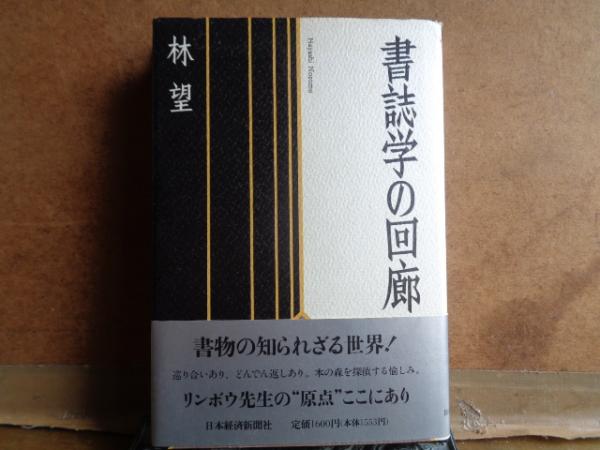 書誌学の回廊
林望
Hayashi Nozomu
書物の知られざる世界!
巡り合いあり、どんでん返しあり。本の森を探偵する愉しみ。
リンボウ先生の“原点”ここにあり
日本経済新聞社 定価1600円(本体1553円)